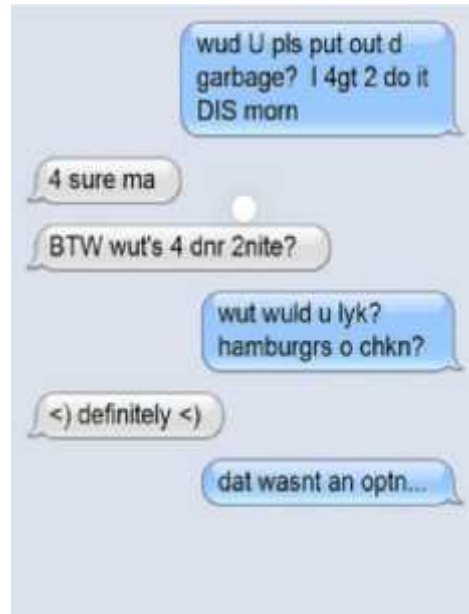 wud U pls put out d
garbage? I 4gt 2 do it
DIS morn
4 sure ma
BTW wut's 4 dnr 2nite?
wut wuld u lyk?
hamburgrs o chkn?
<) definitely <)
dat wasnt an optn...